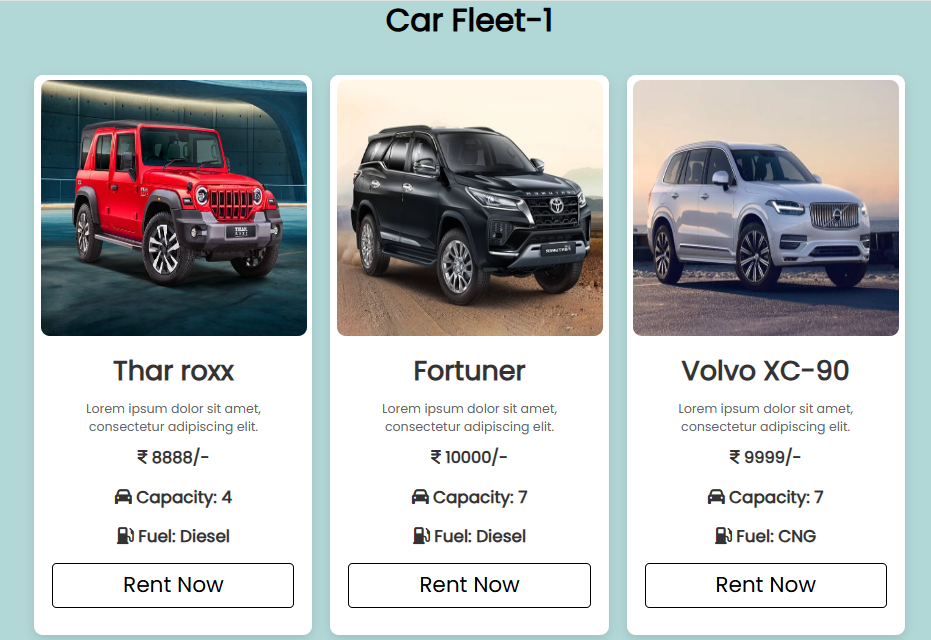 Car Fleet-1
THAR
Thar roxx
Lorem ipsum dolor sit amet,
consectetur adipiscing elit.
₹ 8888/-
Capacity: 4
Fuel: Diesel
Rent Now
Fortuner
Lorem ipsum dolor sit amet,
consectetur adipiscing elit.
₹ 10000/-
Capacity: 7
Fuel: Diesel
Rent Now
Volvo XC-90
Lorem ipsum dolor sit amet,
consectetur adipiscing elit.
₹ 9999/-
Capacity: 7
Fuel: CNG
Rent Now